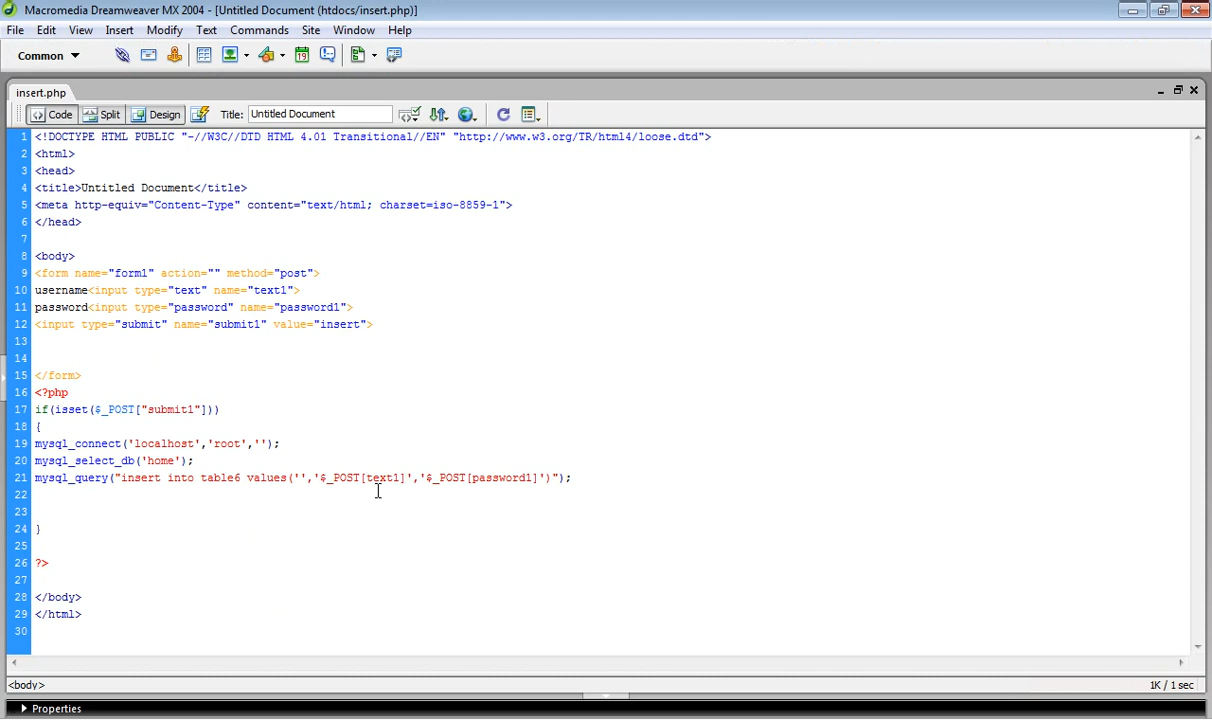 Macromedia Dreamweaver MX 2004 - [Untitled Document (htdocs/insert.php)]
File Edit View Insert Modify Text Commands Site Window Help
Common
19
insert.php
Code Split Design Title: Untitled Document
1 <!DOCTYPE HTML PUBLIC "-//W3C//DTD HTML 4.01 Transitional//EN" "http://www.w3.org/TR/html4/loose.dtd">
2 <html>
3 <head>
4 <title>Untitled Document</title>
5 <meta http-equiv="Content-Type" content="text/html; charset=iso-8859-1">
6 </head>
7
8 <body>
9 <form name="form1" action="" method="post">
10 username<input type="text" name="text1">
11 password<input type="password" name="password1">
12 <input type="submit" name="submit1" value="insert">
13
14
15 </form>
16 <?php
17 if(isset($_POST["submit1"]))
18 {
19 mysql_connect('localhost','root','');
20 mysql_select_db('home');
21 mysql_query("insert into table6 values('','$_POST[text1]','$_POST[password1]')");
22
23
24 }
25
26 ?>
27
28 </body>
29 </html>
30
<body> 1K / 1 sec
Properties